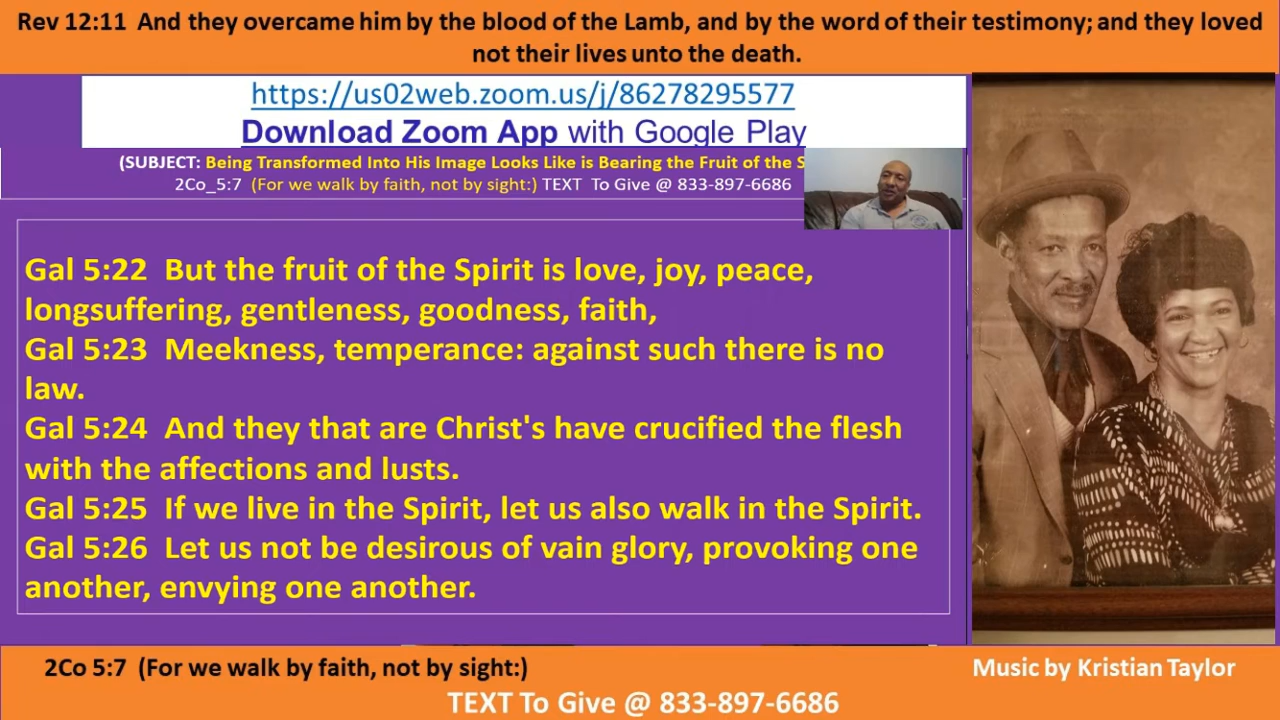 Rev 12:11 And they overcame him by the blood of the Lamb, and by the word of their testimony; and they loved
not their lives unto the death.
https://us02web.zoom.us/j/86278295577
Download Zoom App with Google Play
(SUBJECT: Being Transformed Into His Image Looks Like is Bearing the Fruit of the
2Co_5:7 (For we walk by faith, not by sight:) TEXT To Give @ 833-897-6686
Gal 5:22 But the fruit of the Spirit is love, joy, peace,
longsuffering, gentleness, goodness, faith,
Gal 5:23 Meekness, temperance: against such there is no
law.
Gal 5:24 And they that are Christ's have crucified the flesh
with the affections and lusts.
Gal 5:25 If we live in the Spirit, let us also walk in the Spirit.
Gal 5:26 Let us not be desirous of vain glory, provoking one
another, envying one another.
2Co 5:7 (For we walk by faith, not by sight:)
Music by Kristian Taylor
TEXT To Give @ 833-897-6686